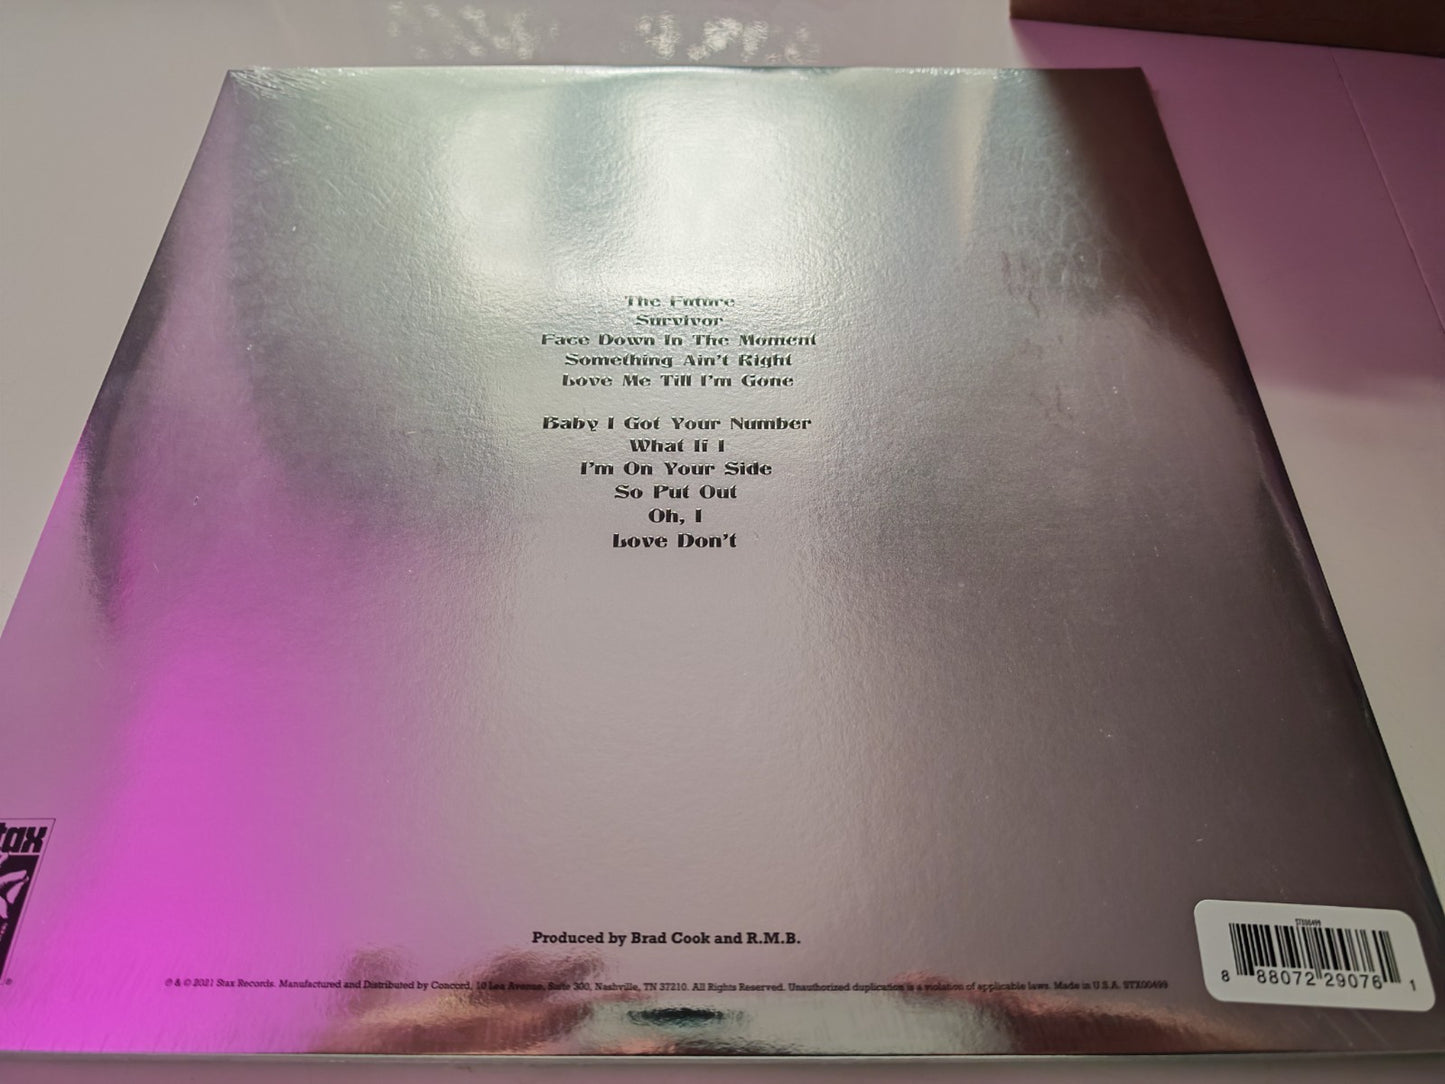 The Future
Survivor
Face Down In The Moment
Something Ain't Right
Love Me Till I'm Gone
Baby I Got Your Number
What If I
I'm On Your Side
So Put Out
Oh, I
Love Don't
tax
Produced by Brad Cook and R.M.B.
℗ & © 2021 Stax Records. Manufactured and Distributed by Concord, 10 Lea Avenue, Suite 300, Nashville, TN 37210. All Rights Reserved. Unauthorized duplication is a violation of applicable laws. Made in U.S.A. STX00499
STX00499
8 88072 29076 1